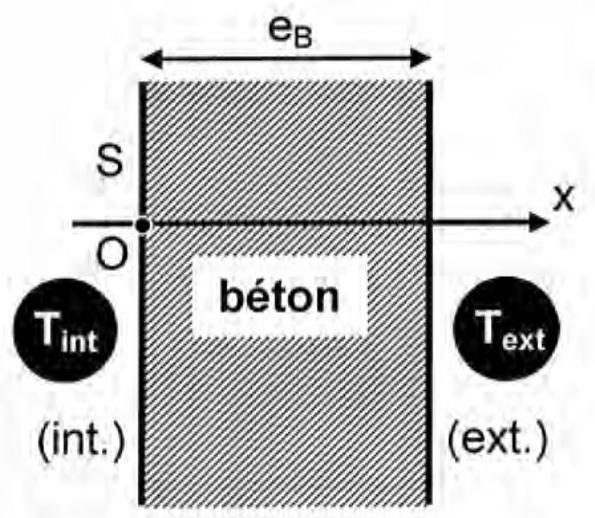 e_B
S
x
O
béton
T_int
T_ext
(int.)
(ext.)